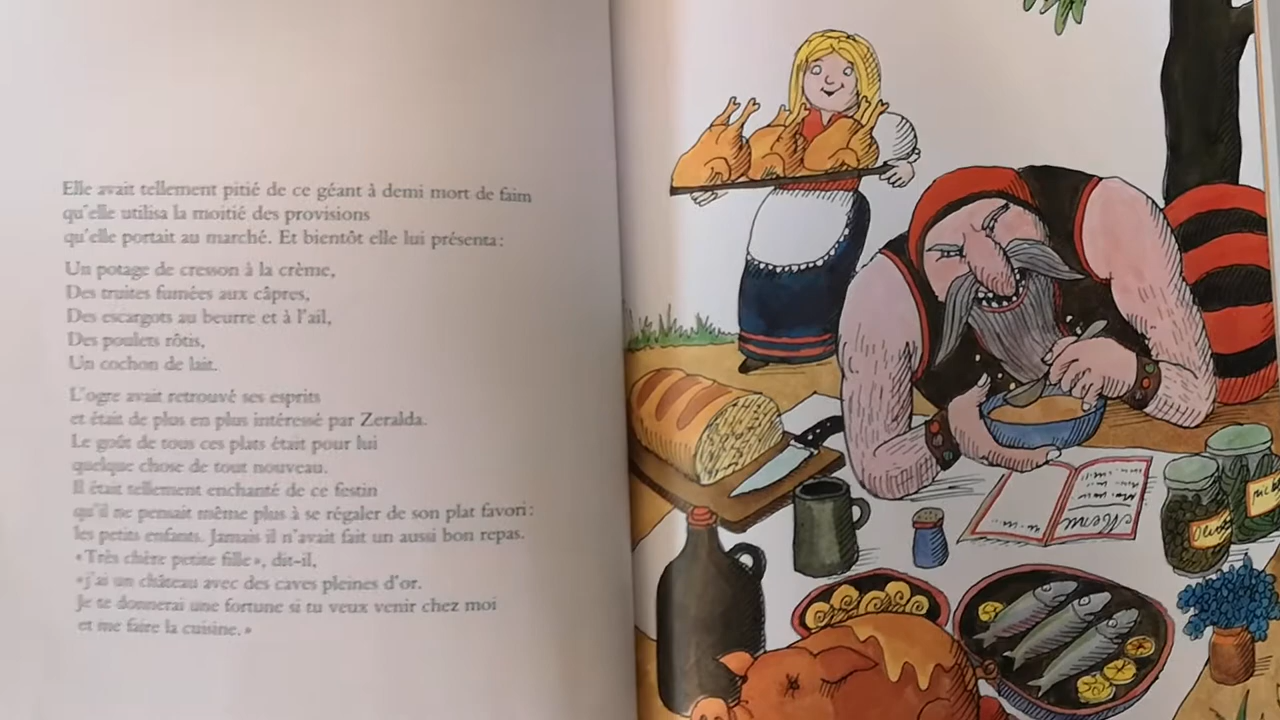 Elle avait tellement pitié de ce géant à demi mort de faim
qu'elle utilisa la moitié des provisions
qu'elle portait au marché. Et bientôt elle lui présenta :
Un potage de cresson à la crème,
Des truites fumées aux câpres,
Des escargots au beurre et à l'ail,
Des poulets rôtis,
Un cochon de lait.
L'ogre avait retrouvé ses esprits
et était de plus en plus intéressé par Zeralda.
Le goût de tous ces plats était pour lui
quelque chose de tout nouveau.
Il était tellement enchanté de ce festin
qu'il ne pensait même plus à se régaler de son plat favori :
les petits enfants. Jamais il n'avait fait un aussi bon repas.
« Très chère petite fille », dit-il,
« j'ai un château avec des caves pleines d'or.
Je te donnerai une fortune si tu veux venir chez moi
et me faire la cuisine. »
Menu